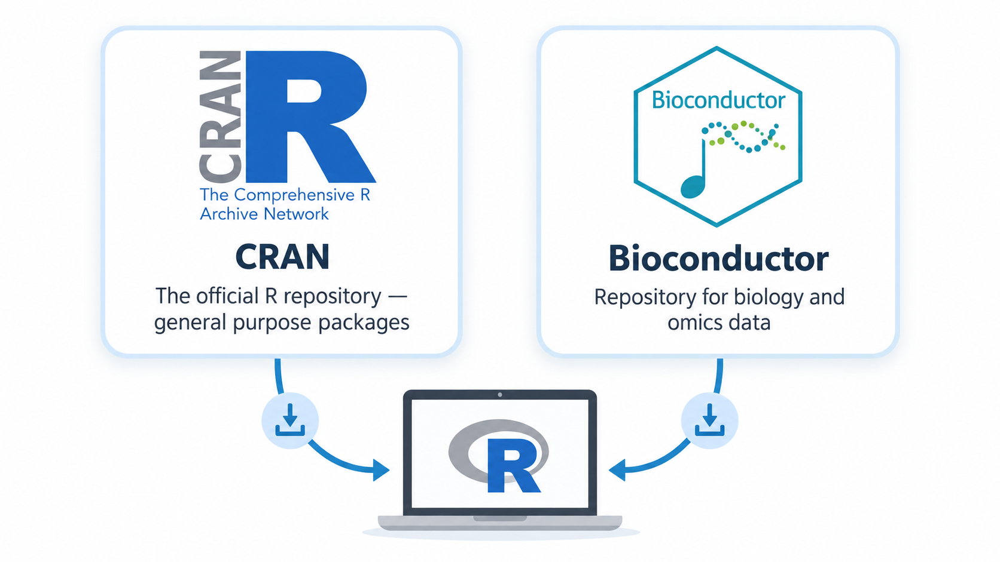 CRAN
R
The Comprehensive R
Archive Network
CRAN
The official R repository —
general purpose packages
Bioconductor
Bioconductor
Repository for biology and
omics data
R